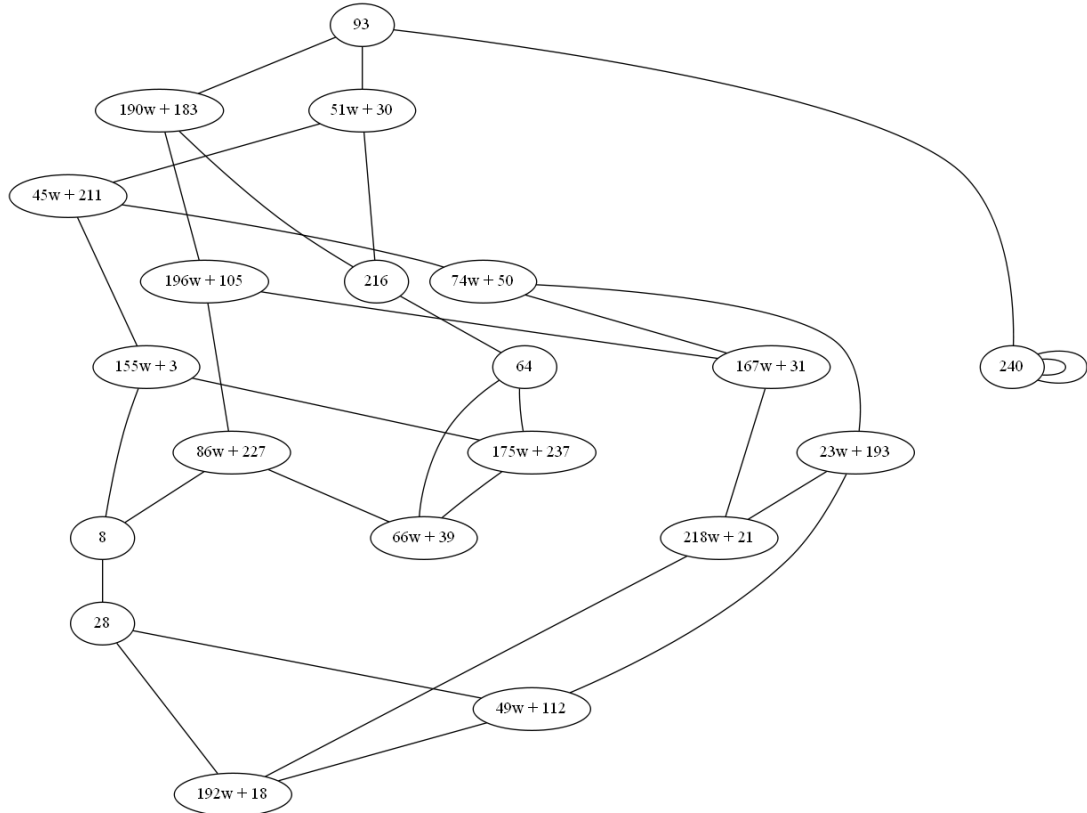 93
190w + 183
51w + 30
45w + 211
196w + 105
216
74w + 50
155w + 3
64
167w + 31
240
86w + 227
175w + 237
23w + 193
8
66w + 39
218w + 21
28
49w + 112
192w + 18